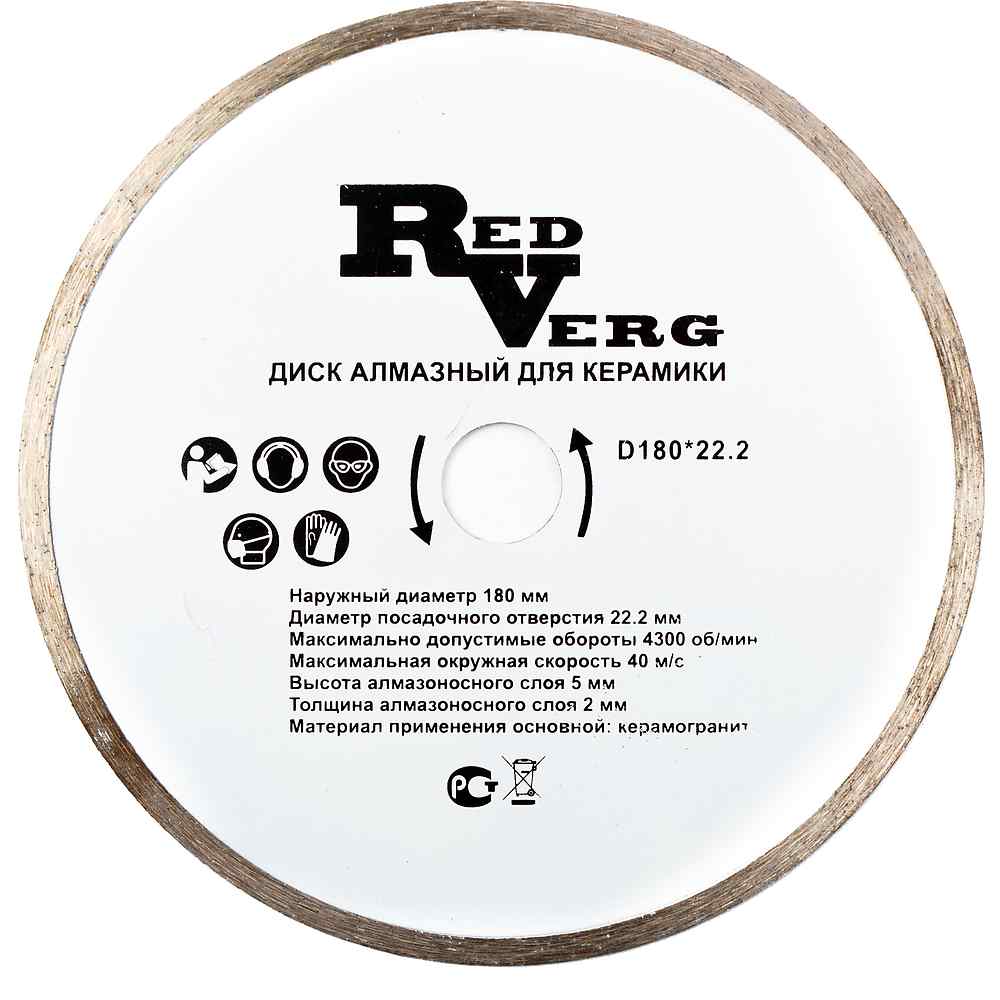 RED
VERG
ДИСК АЛМАЗНЫЙ ДЛЯ КЕРАМИКИ
D180*22.2
Наружный диаметр 180 мм
Диаметр посадочного отверстия 22.2 мм
Максимально допустимые обороты 4300 об/мин
Максимальная окружная скорость 40 м/с
Высота алмазоносного слоя 5 мм
Толщина алмазоносного слоя 2 мм
Материал применения основной: керамогранит
РСТ